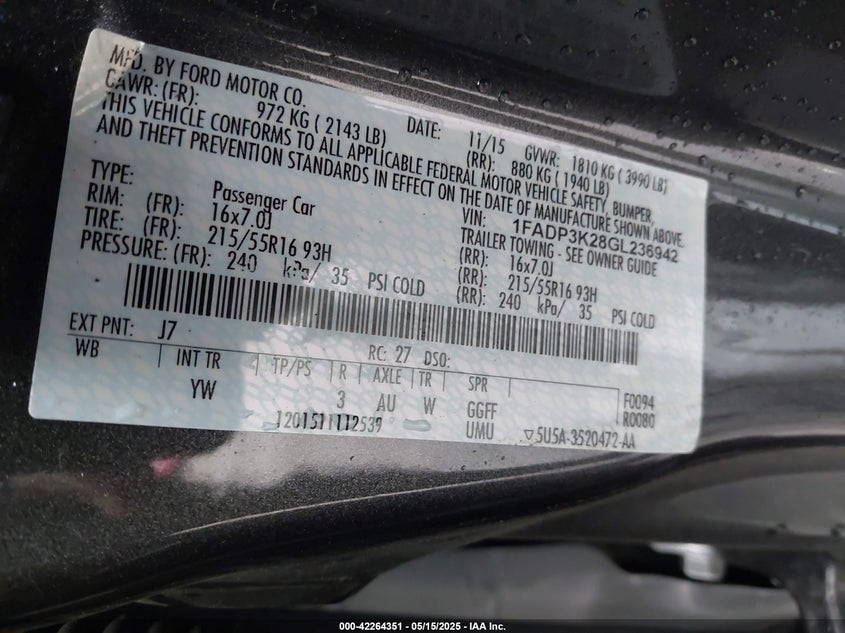 MFD. BY FORD MOTOR CO.
DATE: 11/15 GVWR: 1810 KG ( 3990 LB)
GAWR: (FR): 972 KG ( 2143 LB) (RR): 880 KG ( 1940 LB)
THIS VEHICLE CONFORMS TO ALL APPLICABLE FEDERAL MOTOR VEHICLE SAFETY, BUMPER,
AND THEFT PREVENTION STANDARDS IN EFFECT ON THE DATE OF MANUFACTURE SHOWN ABOVE.
VIN: 1FADP3K28GL236942
TYPE: Passenger Car TRAILER TOWING - SEE OWNER GUIDE
RIM: (FR): 16x7.0J (RR): 16x7.0J
TIRE: (FR): 215/55R16 93H (RR): 215/55R16 93H
PRESSURE: (FR): 240 kPa/ 35 PSI COLD (RR): 240 kPa/ 35 PSI COLD
EXT PNT: J7 RC: 27 DSO:
WB INT TR TP/PS R AXLE TR SPR
YW 3 AU W GGFF F0094
R0080
1201511112539 UMU ▽5U5A-3520472-AA
000-42264351 - 05/15/2025 - IAA Inc.